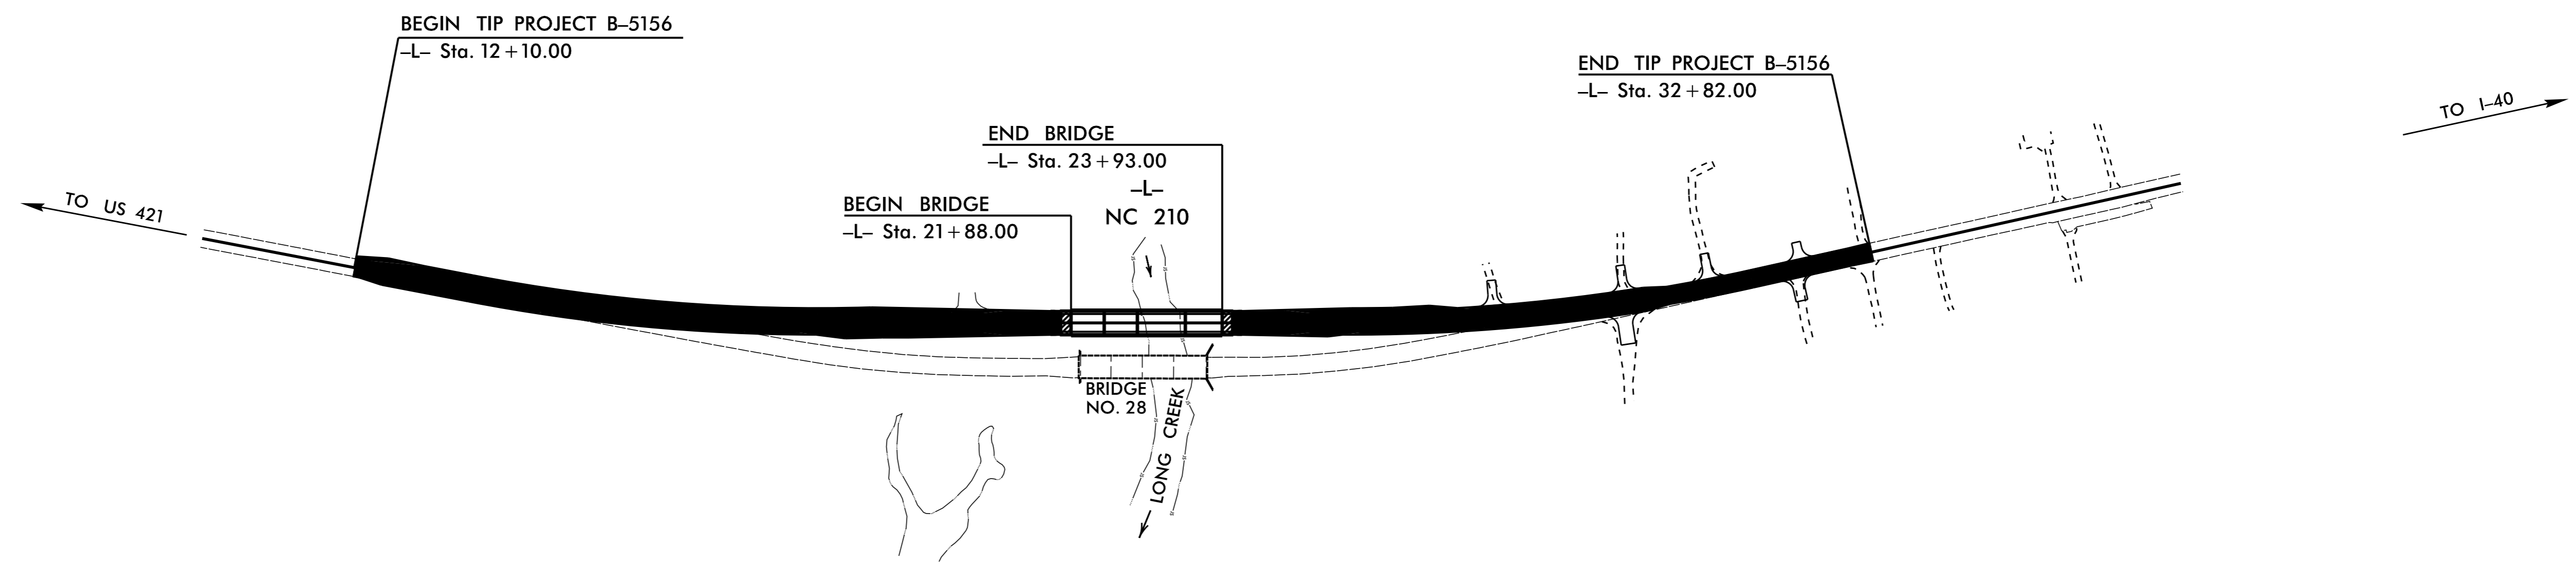 BEGIN TIP PROJECT B–5156
–L– Sta. 12+10.00
END TIP PROJECT B–5156
–L– Sta. 32+82.00
TO I–40
END BRIDGE
–L– Sta. 23+93.00
–L–
NC 210
BEGIN BRIDGE
–L– Sta. 21+88.00
TO US 421
BRIDGE
NO. 28
LONG CREEK